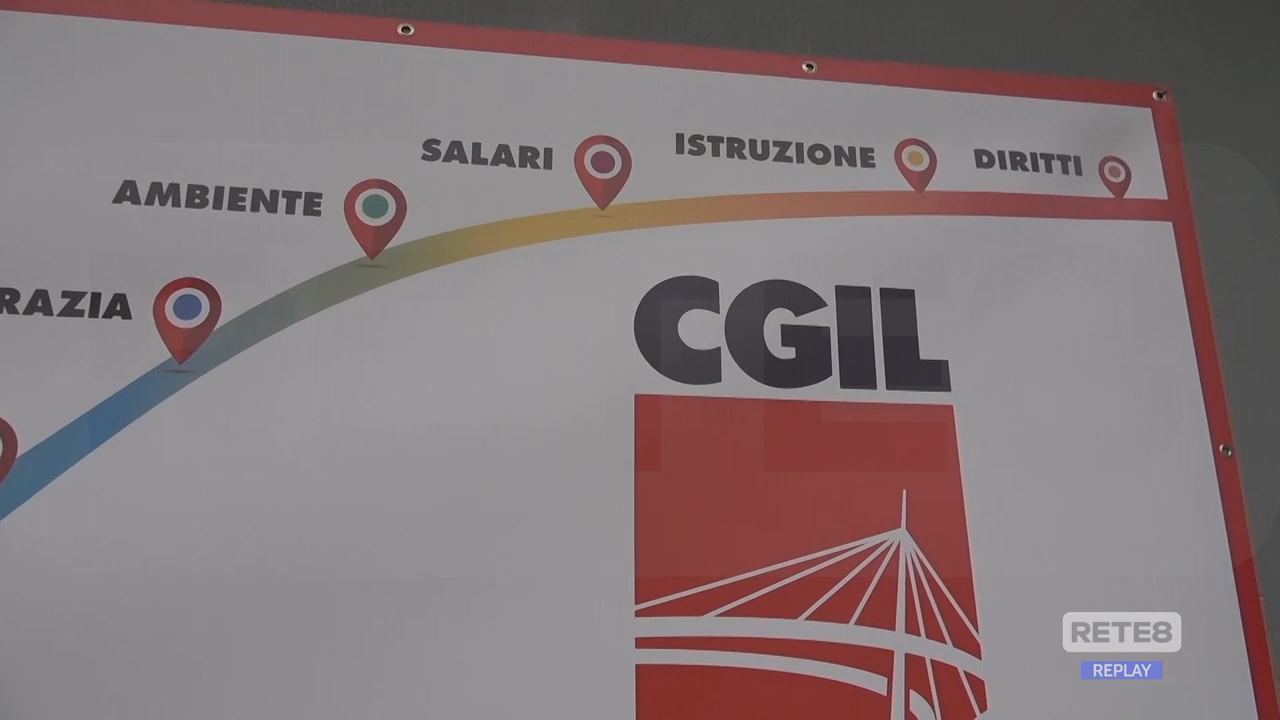 SALARI
ISTRUZIONE
DIRITTI
AMBIENTE
RAZIA
CGIL
RETE8
REPLAY